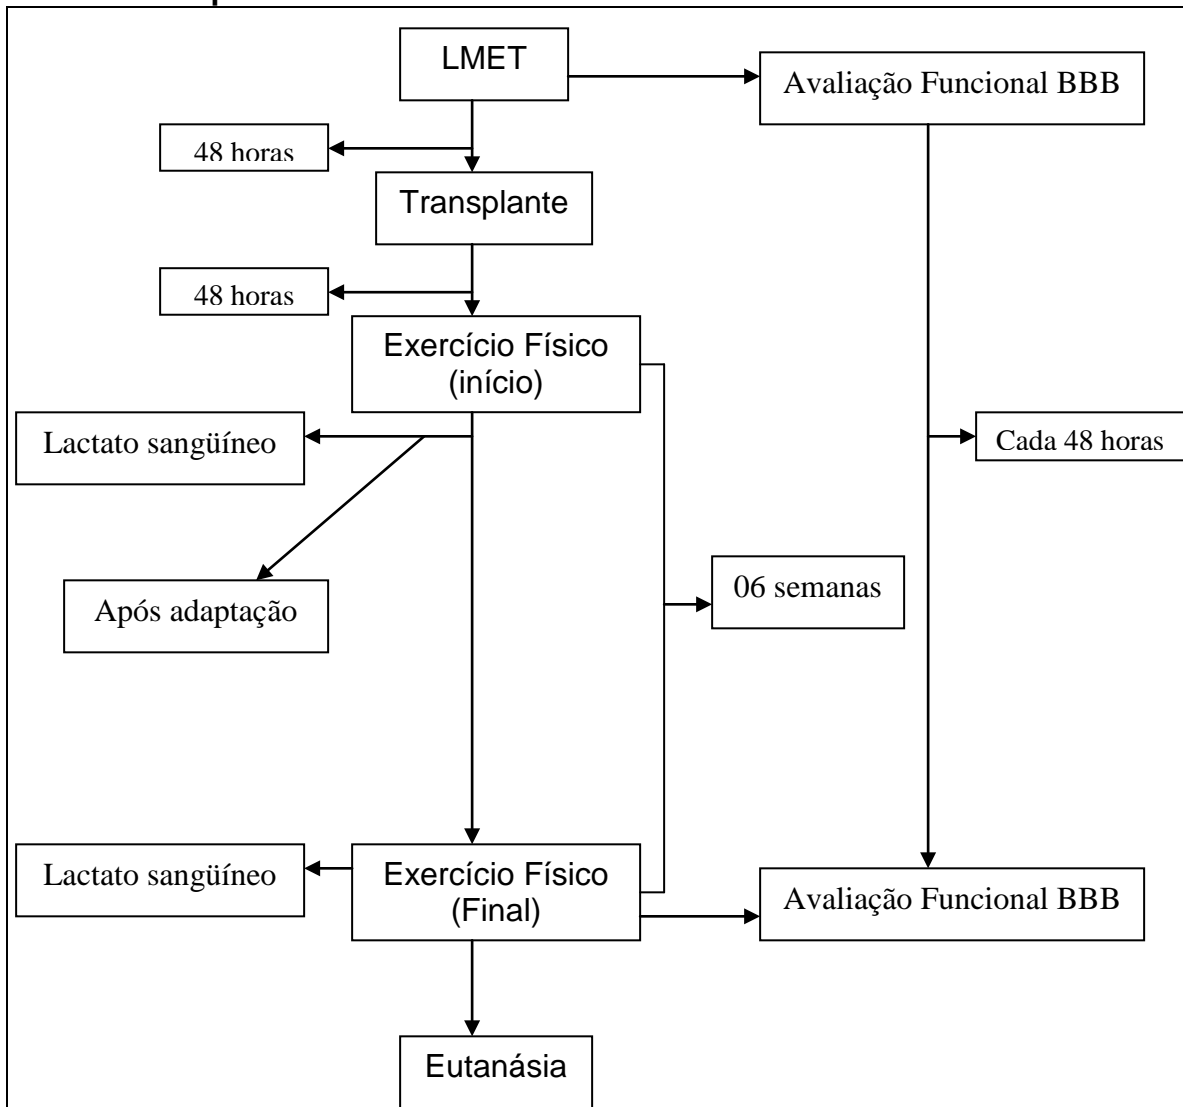 LMET
Avaliação Funcional BBB
48 horas
Transplante
48 horas
Exercício Físico
(início)
Lactato sangüíneo
Cada 48 horas
Após adaptação
06 semanas
Lactato sangüíneo
Exercício Físico
(Final)
Avaliação Funcional BBB
Eutanásia